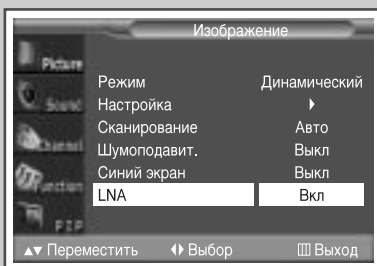 Изображение
Picture
Режим Динамический
Настройка
Sound
Сканирование Авто
Channel
Шумоподавит. Выкл
Синий экран Выкл
Function
LNA Вкл
PIP
Переместить Выбор Выход